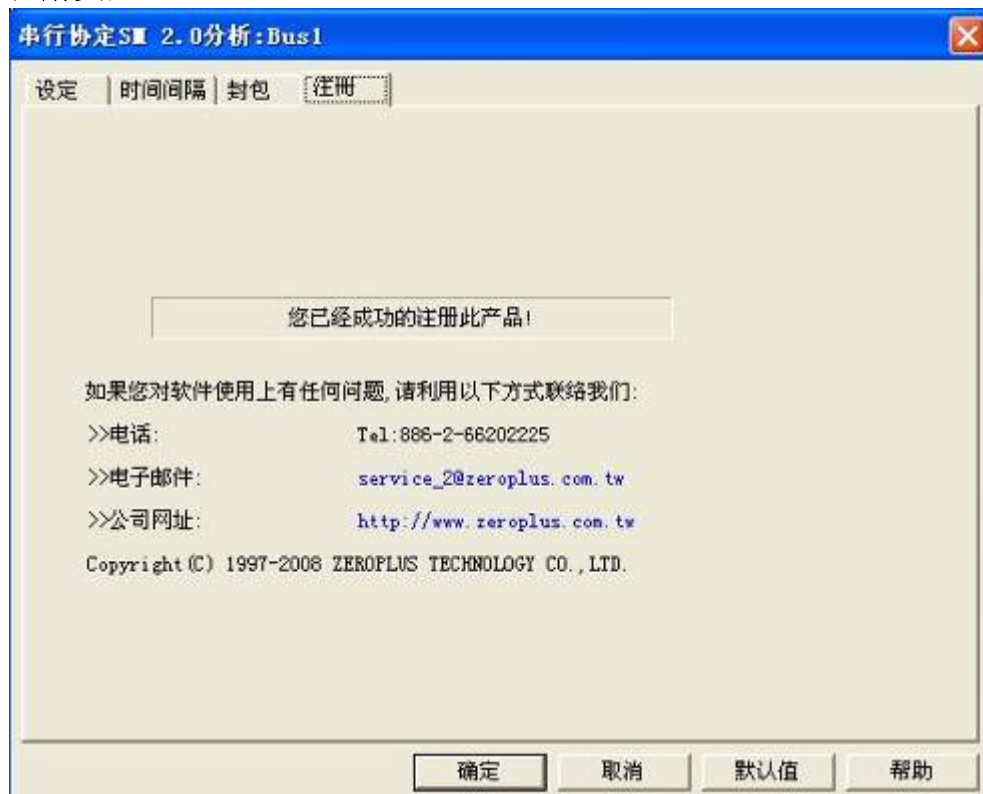 串行协定SM 2.0分析:Bus1
设定 时间间隔 封包 注册
您已经成功的注册此产品!
如果您对软件使用上有任何问题,请利用以下方式联络我们:
>>电话: Tel:886-2-66202225
>>电子邮件: service_2@zeroplus.com.tw
>>公司网址: http://www.zeroplus.com.tw
Copyright(C) 1997-2008 ZEROPLUS TECHNOLOGY CO.,LTD.
确定 取消 默认值 帮助